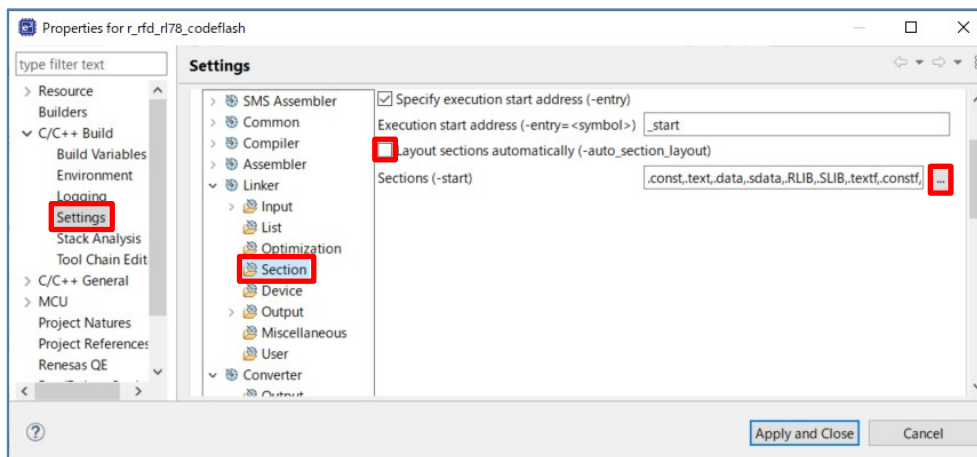 Properties for r_rfd_rl78_codeflash
type filter text
Resource
Builders
C/C++ Build
Build Variables
Environment
Logging
Settings
Stack Analysis
Tool Chain Edit
C/C++ General
MCU
Project Natures
Project References
Renesas QE
Settings
SMS Assembler
Common
Compiler
Assembler
Linker
Input
List
Optimization
Section
Device
Output
Miscellaneous
User
Converter
Output
Specify execution start address (-entry)
Execution start address (-entry=<symbol>) _start
Layout sections automatically (-auto_section_layout)
Sections (-start) .const,.text,.data,.sdata,.RLIB,.SLIB,.textf,.constf, ...
Apply and Close
Cancel